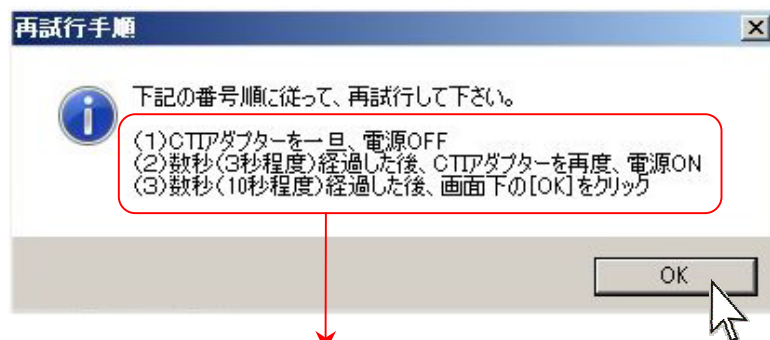 再試行手順
下記の番号順に従って、再試行して下さい。
(1)CTIアダプターを一旦、電源OFF
(2)数秒(3秒程度)経過した後、CTIアダプターを再度、電源ON
(3)数秒(10秒程度)経過した後、画面下の[OK]をクリック
OK